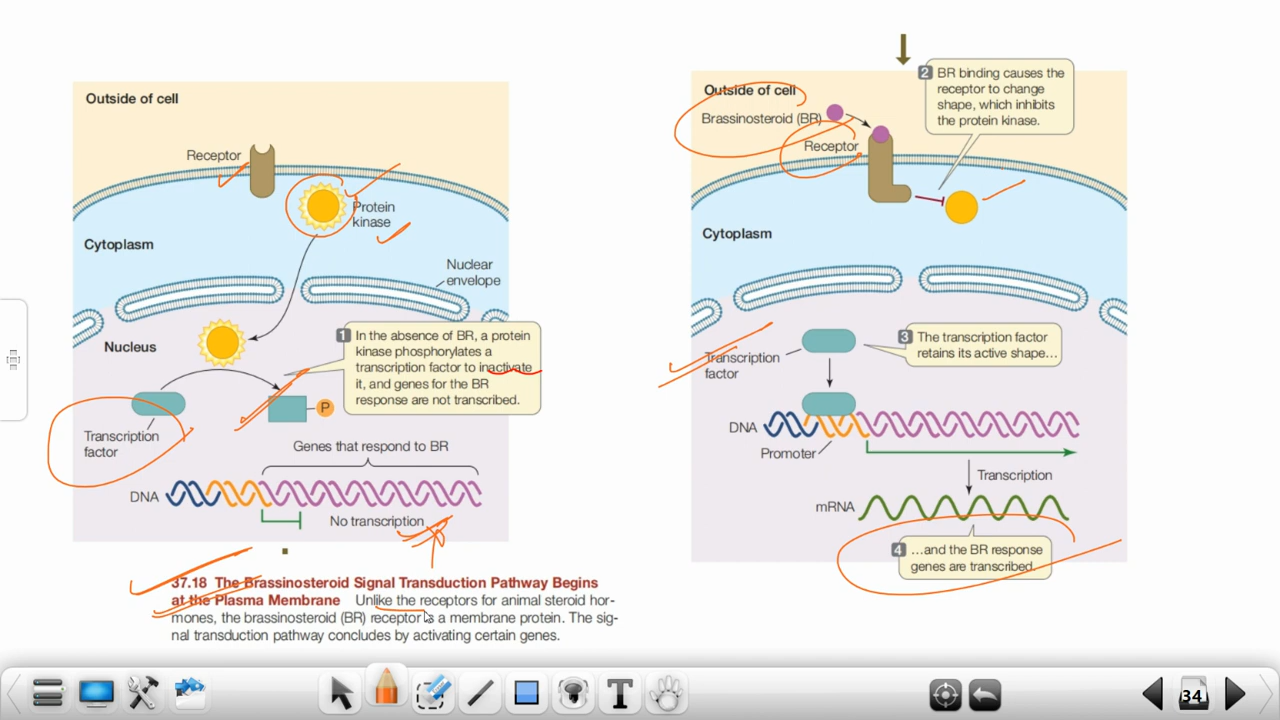 Outside of cell
Receptor
Protein
kinase
Cytoplasm
Nuclear
envelope
Nucleus
1 In the absence of BR, a protein
kinase phosphorylates a
transcription factor to inactivate
it, and genes for the BR
response are not transcribed.
P
Transcription
factor
Genes that respond to BR
DNA
No transcription
37.18 The Brassinosteroid Signal Transduction Pathway Begins
at the Plasma Membrane Unlike the receptors for animal steroid hor-
mones, the brassinosteroid (BR) receptor is a membrane protein. The sig-
nal transduction pathway concludes by activating certain genes.
Outside of cell
Brassinosteroid (BR)
Receptor
2 BR binding causes the
receptor to change
shape, which inhibits
the protein kinase.
Cytoplasm
Transcription
factor
3 The transcription factor
retains its active shape…
DNA
Promoter
Transcription
mRNA
4 …and the BR response
genes are transcribed.
T
34